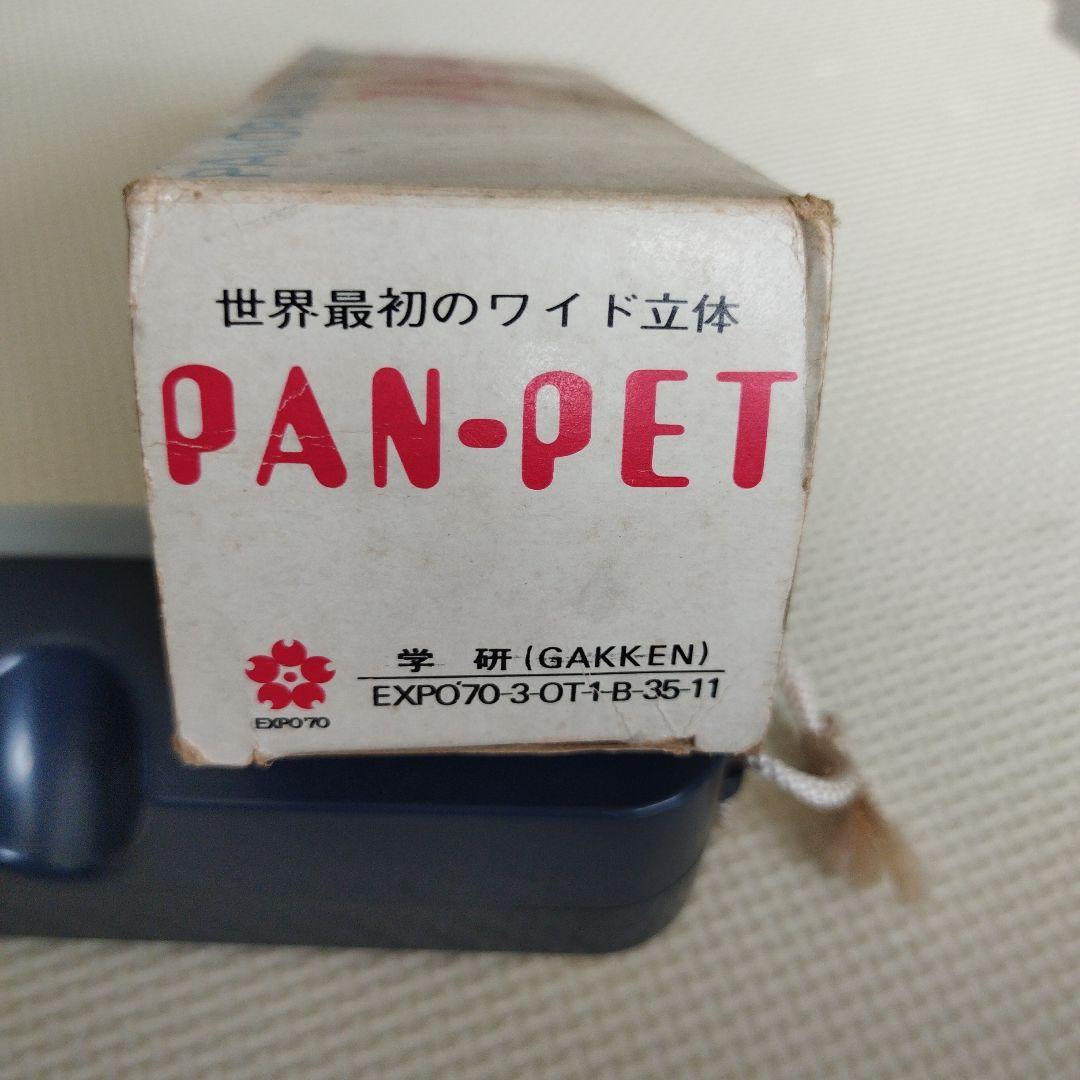 世界最初のワイド立体
PAN-PET
学 研 (GAKKEN)
EXPO'70-3-OT-1-B-35-11
EXPO'70